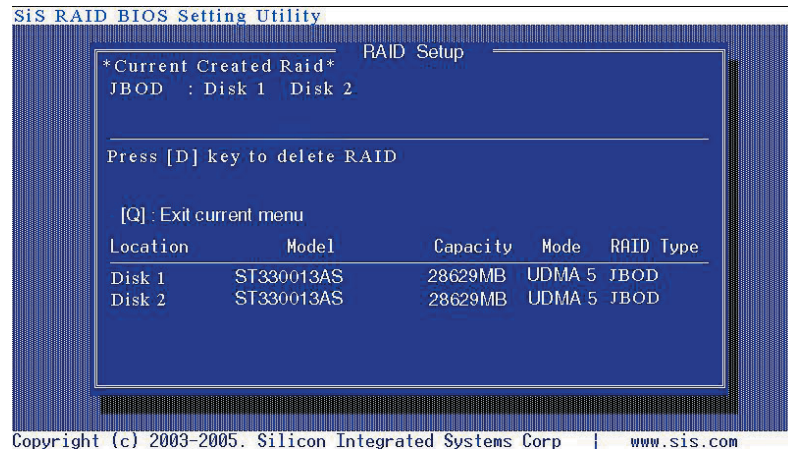 SiS RAID BIOS Setting Utility
RAID Setup
*Current Created Raid*
JBOD : Disk 1 Disk 2
Press [D] key to delete RAID
[Q] : Exit current menu
Location Model Capacity Mode RAID Type
Disk 1 ST330013AS 28629MB UDMA 5 JBOD
Disk 2 ST330013AS 28629MB UDMA 5 JBOD
Copyright (c) 2003-2005. Silicon Integrated Systems Corp | www.sis.com